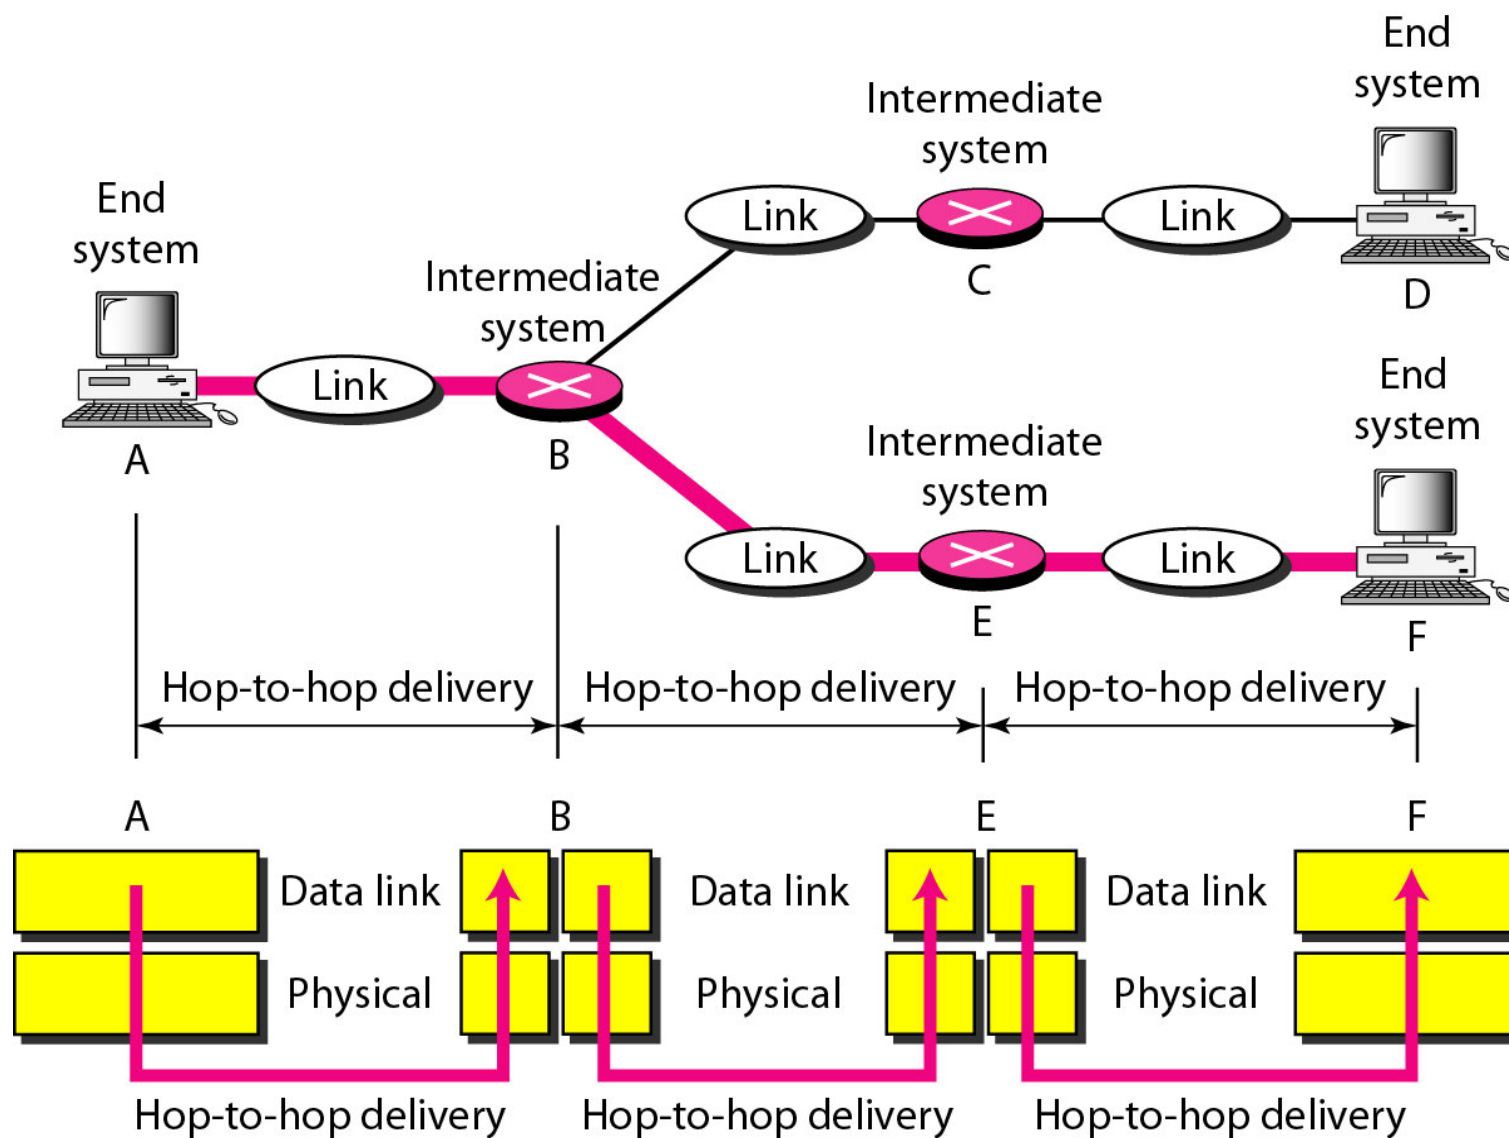 End
system
Intermediate
system
End
system
Link
Link
C
D
Intermediate
system
Link
A
B
End
system
Intermediate
system
Link
Link
E
F
Hop-to-hop delivery
Hop-to-hop delivery
Hop-to-hop delivery
A
B
E
F
Data link
Data link
Data link
Physical
Physical
Physical
Hop-to-hop delivery
Hop-to-hop delivery
Hop-to-hop delivery